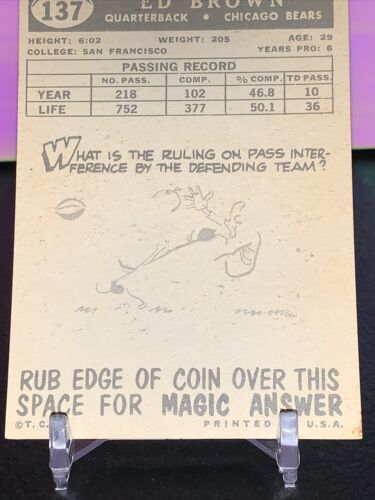 137
ED BROWN
QUARTERBACK • CHICAGO BEARS
HEIGHT: 6:02 WEIGHT: 205 AGE: 29
COLLEGE: SAN FRANCISCO YEARS PRO: 6
PASSING RECORD
NO. PASS. COMP. % COMP. TD PASS.
YEAR 218 102 46.8 10
LIFE 752 377 50.1 36
WHAT IS THE RULING ON PASS INTER-
FERENCE BY THE DEFENDING TEAM?
RUB EDGE OF COIN OVER THIS
SPACE FOR MAGIC ANSWER
©T.C. PRINTED U.S.A.